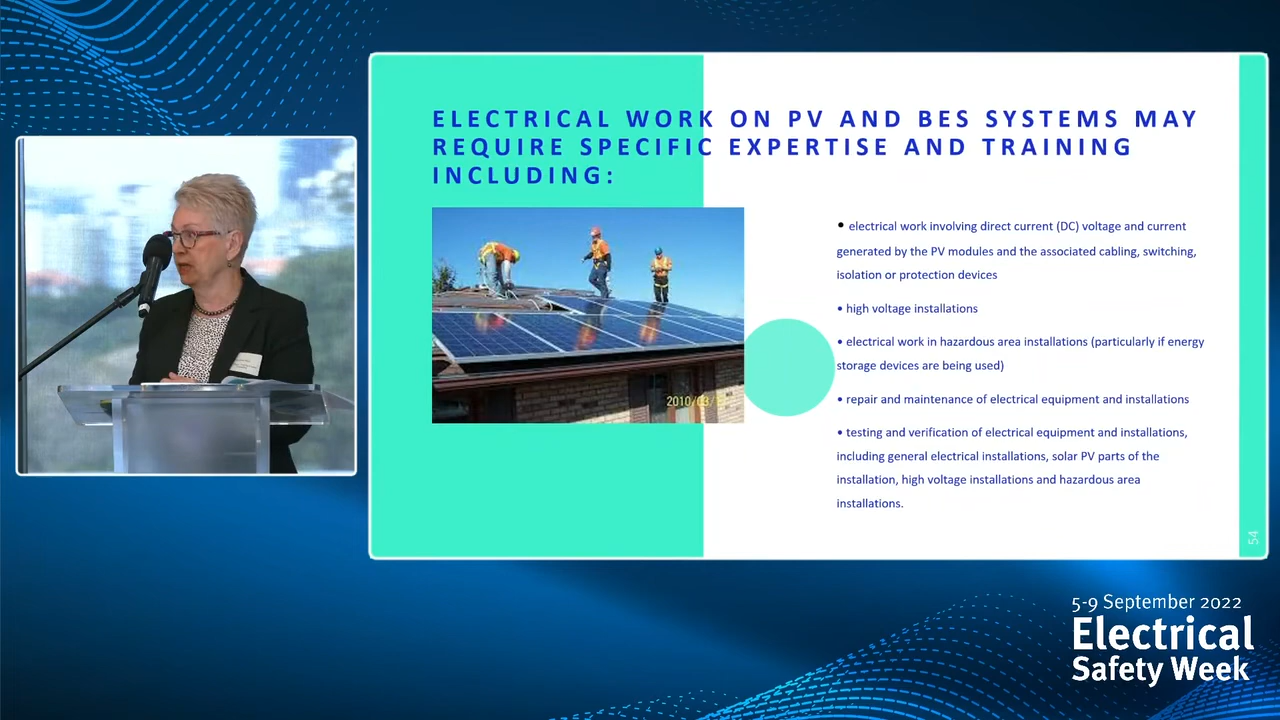 ELECTRICAL WORK ON PV AND BES SYSTEMS MAY
REQUIRE SPECIFIC EXPERTISE AND TRAINING
INCLUDING:
• electrical work involving direct current (DC) voltage and current
generated by the PV modules and the associated cabling, switching,
isolation or protection devices
• high voltage installations
• electrical work in hazardous area installations (particularly if energy
storage devices are being used)
• repair and maintenance of electrical equipment and installations
• testing and verification of electrical equipment and installations,
including general electrical installations, solar PV parts of the
installation, high voltage installations and hazardous area
installations.
54
5-9 September 2022
Electrical
Safety Week